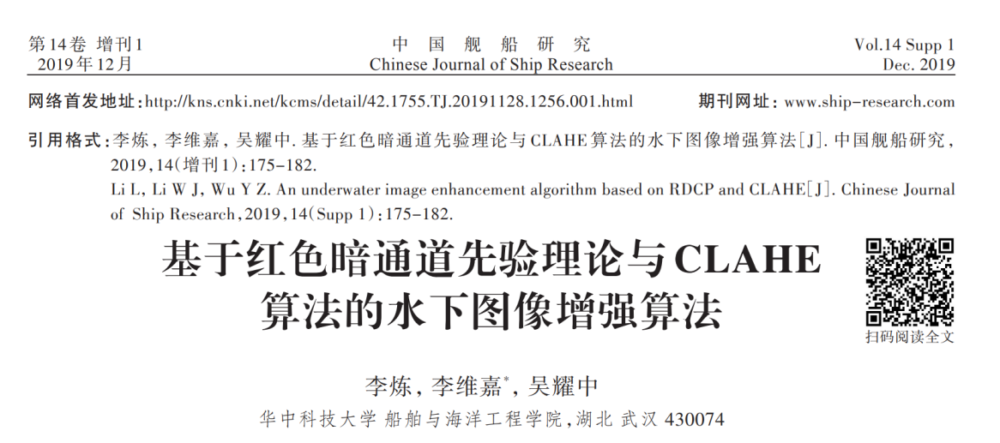 第14卷 增刊1 中国舰船研究 Vol.14 Supp 1
2019年12月 Chinese Journal of Ship Research Dec. 2019
网络首发地址:http://kns.cnki.net/kcms/detail/42.1755.TJ.20191128.1256.001.html 期刊网址: www.ship-research.com
引用格式:李炼, 李维嘉, 吴耀中. 基于红色暗通道先验理论与CLAHE算法的水下图像增强算法[J]. 中国舰船研究,
2019,14(增刊1):175-182.
Li L, Li W J, Wu Y Z. An underwater image enhancement algorithm based on RDCP and CLAHE[J]. Chinese Journal
of Ship Research,2019,14(Supp 1):175-182.
基于红色暗通道先验理论与CLAHE
算法的水下图像增强算法
扫码阅读全文
李炼, 李维嘉*, 吴耀中
华中科技大学 船舶与海洋工程学院,湖北 武汉 430074